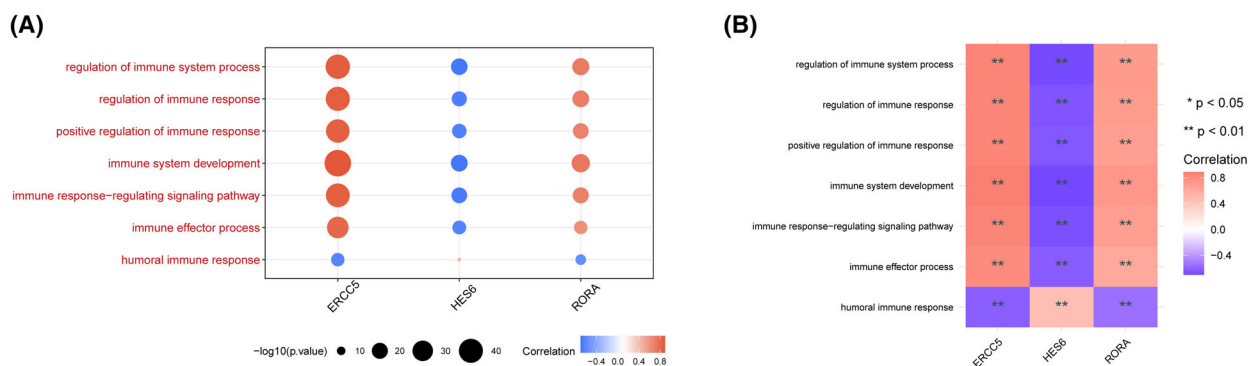 (A)
regulation of immune system process
regulation of immune response
positive regulation of immune response
immune system development
immune response−regulating signaling pathway
immune effector process
humoral immune response
ERCC5
HES6
RORA
−log10(p.value) 10 20 30 40
Correlation
−0.4 0.0 0.4 0.8
(B)
regulation of immune system process
** ** **
regulation of immune response
** ** **
positive regulation of immune response
** ** **
immune system development
** ** **
immune response−regulating signaling pathway
** ** **
immune effector process
** ** **
humoral immune response
** ** **
ERCC5
HES6
RORA
* p < 0.05
** p < 0.01
Correlation
0.8
0.4
0.0
−0.4